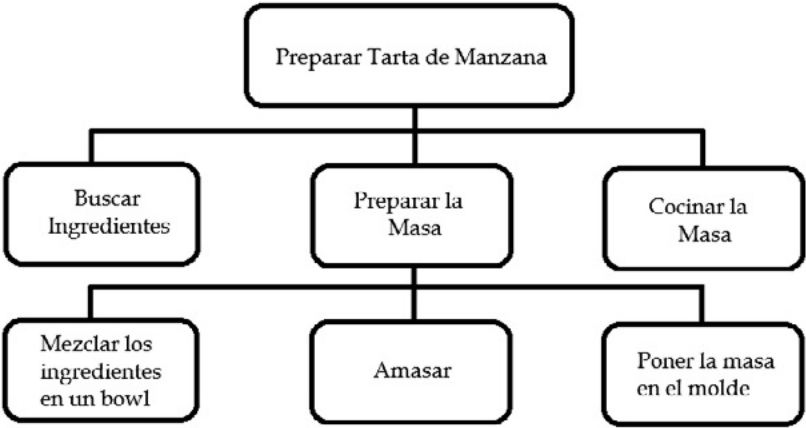 Preparar Tarta de Manzana
Buscar
Ingredientes
Preparar la
Masa
Cocinar la
Masa
Mezclar los
ingredientes
en un bowl
Amasar
Poner la masa
en el molde